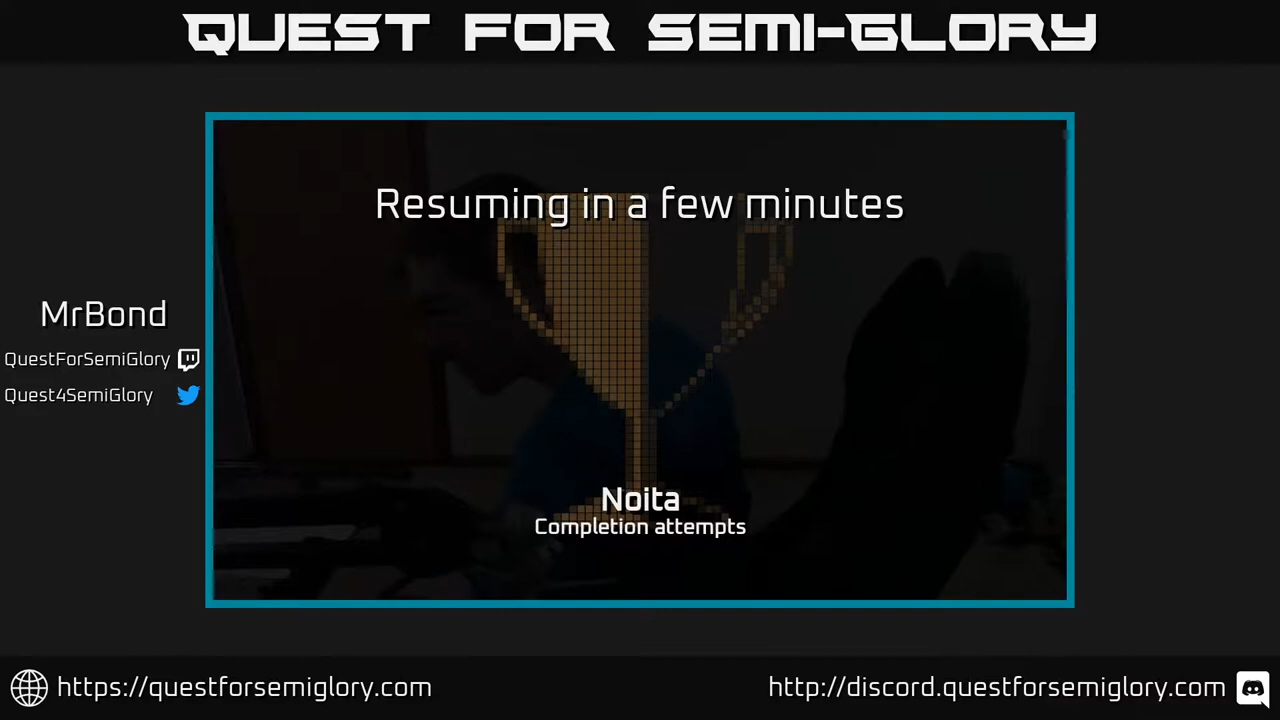 QUEST FOR SEMI-GLORY
Resuming in a few minutes
MrBond
QuestForSemiGlory
Quest4SemiGlory
Noita
Completion attempts
https://questforsemiglory.com
http://discord.questforsemiglory.com